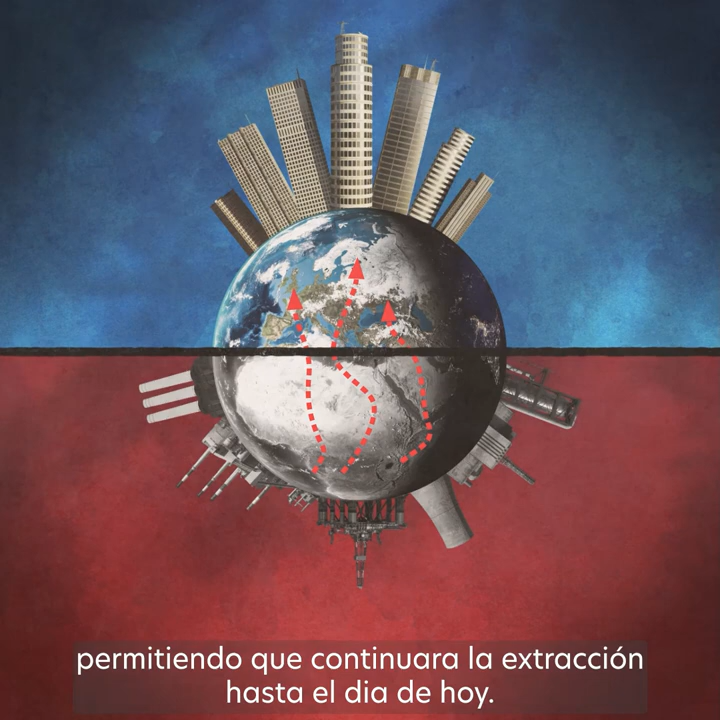 permitiendo que continuara la extracción
hasta el dia de hoy.